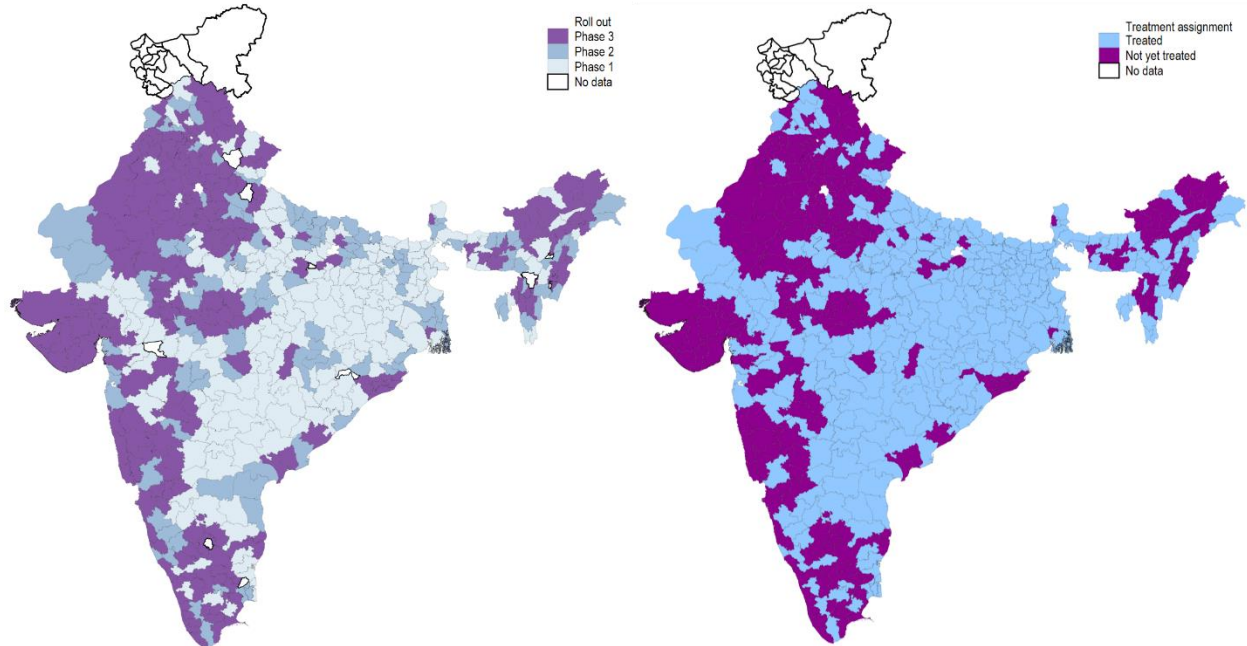 Roll out
Phase 3
Phase 2
Phase 1
No data
Treatment assignment
Treated
Not yet treated
No data